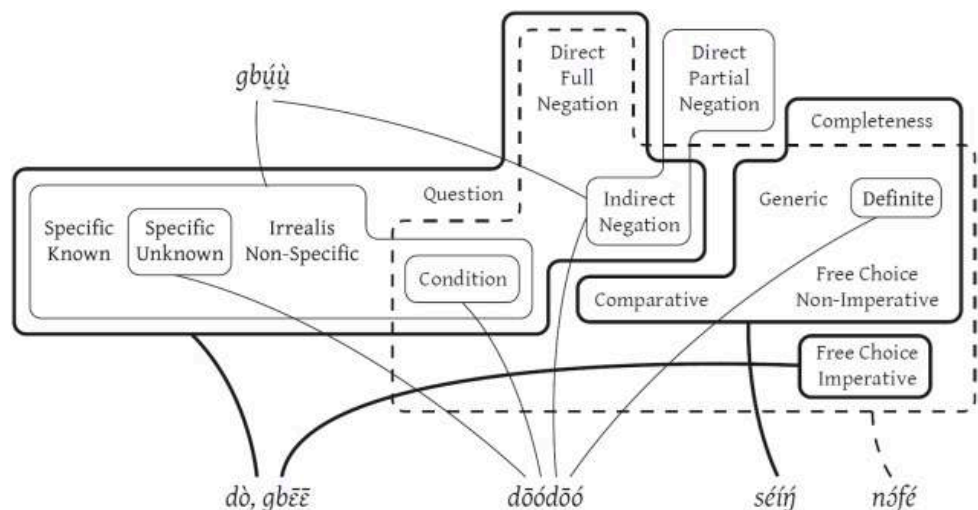 Direct
Full
Negation
Direct
Partial
Negation
gbṵ́ṵ̀
Completeness
Question
Indirect
Negation
Generic
Definite
Specific
Known
Specific
Unknown
Irrealis
Non-Specific
Condition
Comparative
Free Choice
Non-Imperative
Free Choice
Imperative
dò, gbɛ̄ɛ̄
dōódōó
séíŋ́
nɔ́fé